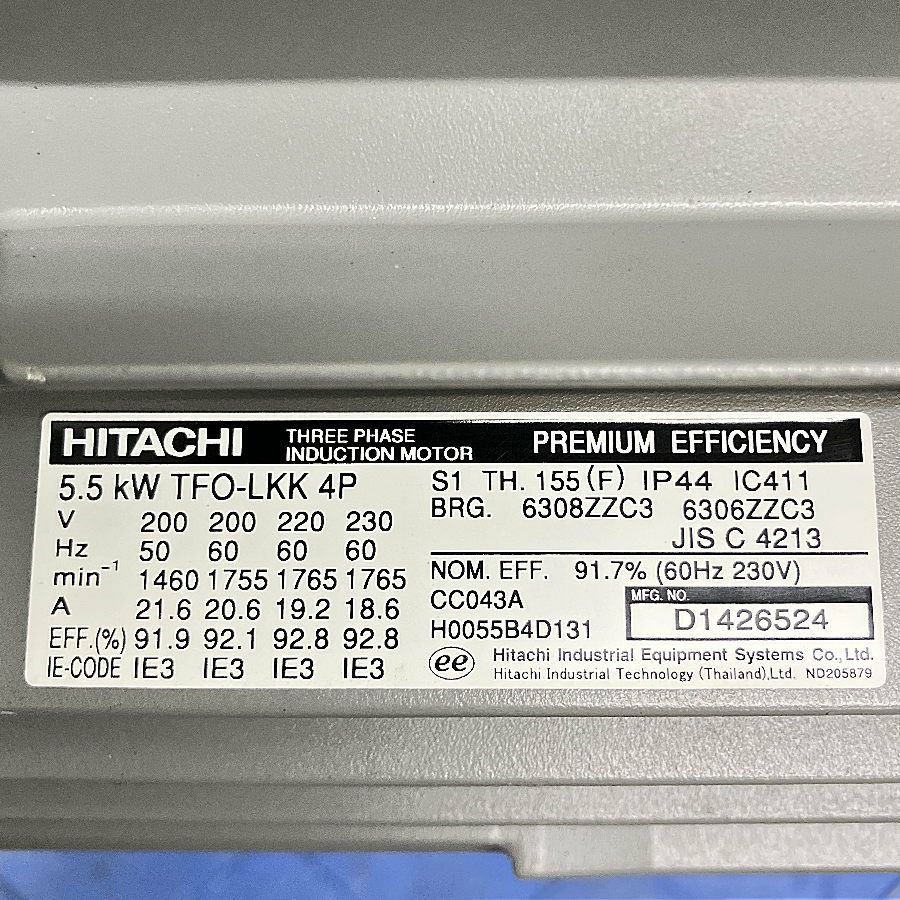 HITACHI THREE PHASE INDUCTION MOTOR PREMIUM EFFICIENCY
5.5 kW TFO-LKK 4P
V 200 200 220 230
Hz 50 60 60 60
min-1 1460 1755 1765 1765
A 21.6 20.6 19.2 18.6
EFF.(%) 91.9 92.1 92.8 92.8
IE-CODE IE3 IE3 IE3 IE3
S1 TH. 155(F) IP44 IC411
BRG. 6308ZZC3 6306ZZC3
JIS C 4213
NOM. EFF. 91.7% (60Hz 230V)
CC043A
H0055B4D131
MFG. NO.
D1426524
ee Hitachi Industrial Equipment Systems Co.,Ltd.
Hitachi Industrial Technology (Thailand),Ltd. ND205879